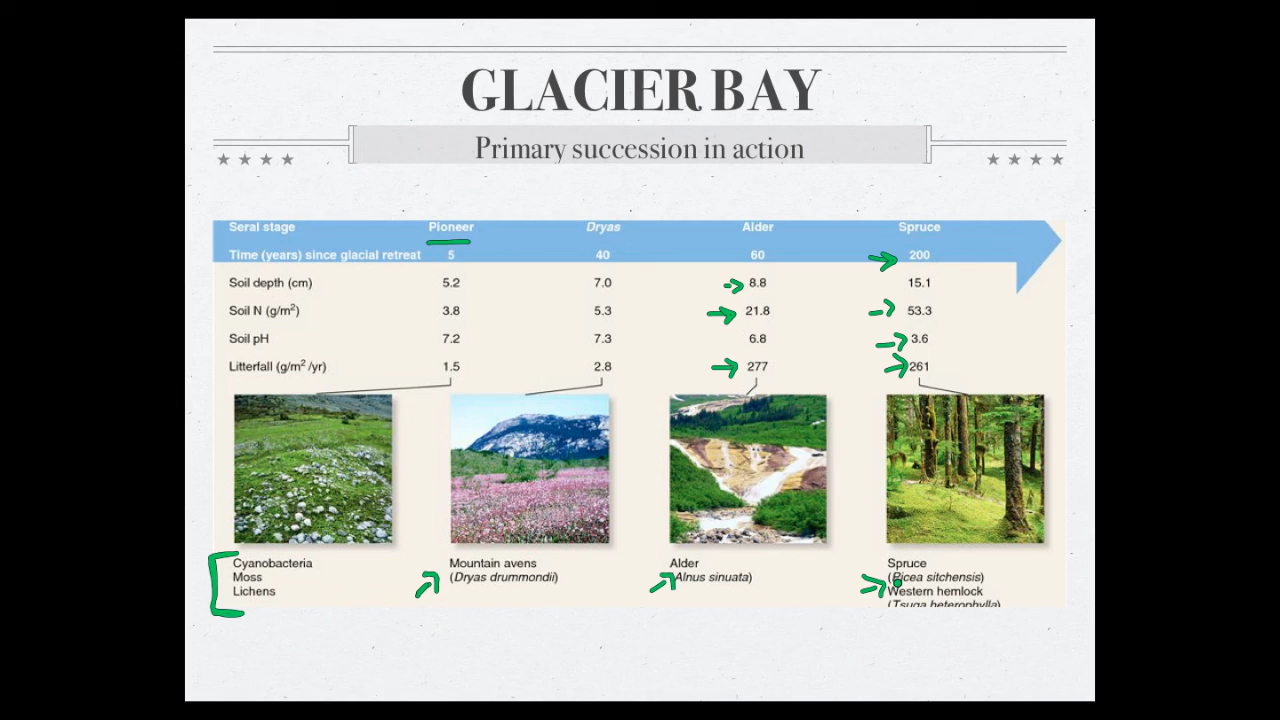 GLACIER BAY
Primary succession in action
Seral stage Pioneer Dryas Alder Spruce
Time (years) since glacial retreat 5 40 60 200
Soil depth (cm) 5.2 7.0 8.8 15.1
Soil N (g/m²) 3.8 5.3 21.8 53.3
Soil pH 7.2 7.3 6.8 3.6
Litterfall (g/m²/yr) 1.5 2.8 277 261
Cyanobacteria
Moss
Lichens
Mountain avens
(Dryas drummondii)
Alder
(Alnus sinuata)
Spruce
(Picea sitchensis)
Western hemlock
(Tsuga heterophylla)